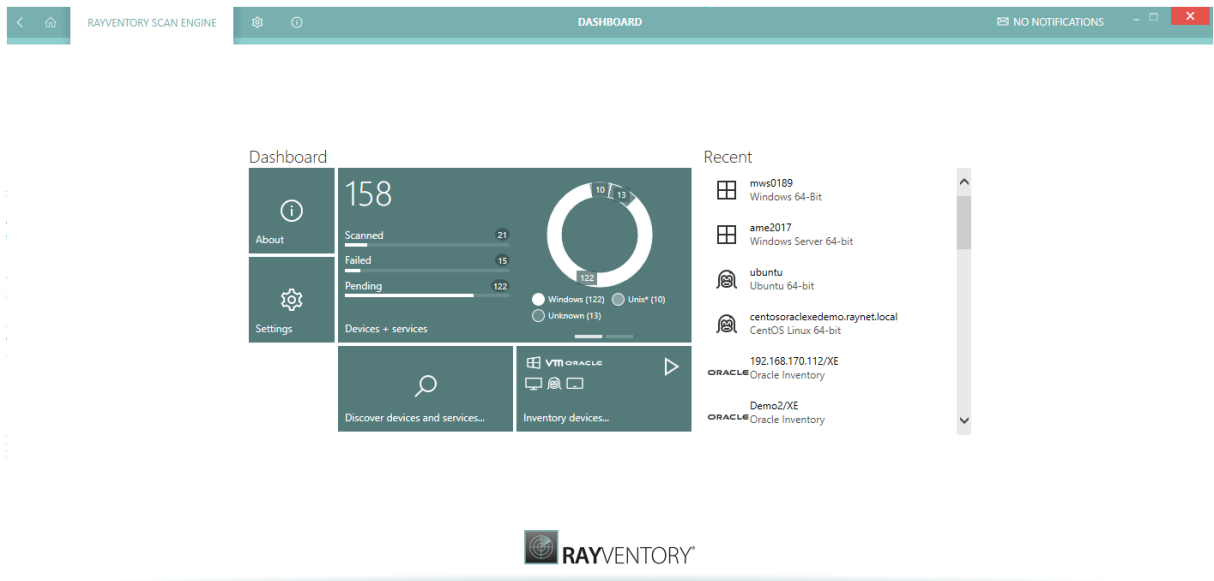 RAYVENTORY SCAN ENGINE
DASHBOARD
NO NOTIFICATIONS
Dashboard
About
Settings
158
Scanned 21
Failed 15
Pending 122
Devices + services
10
13
122
Windows (122) Unix* (10)
Unknown (13)
Discover devices and services...
vm ORACLE
Inventory devices...
Recent
mws0189
Windows 64-Bit
ame2017
Windows Server 64-bit
ubuntu
Ubuntu 64-bit
centosoraclexedemo.raynet.local
CentOS Linux 64-bit
192.168.170.112/XE
ORACLE Oracle Inventory
Demo2/XE
ORACLE Oracle Inventory
RAYVENTORY®